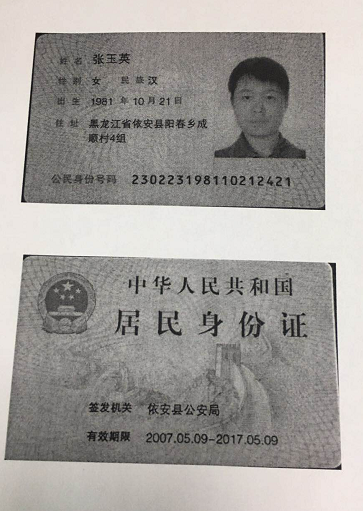 姓名 张玉英
性别 女 民族 汉
出生 1981 年 10 月 21 日
住址 黑龙江省依安县阳春乡成
顺村4组
公民身份号码 230223198110212421
中华人民共和国
居民身份证
签发机关 依安县公安局
有效期限 2007.05.09-2017.05.09